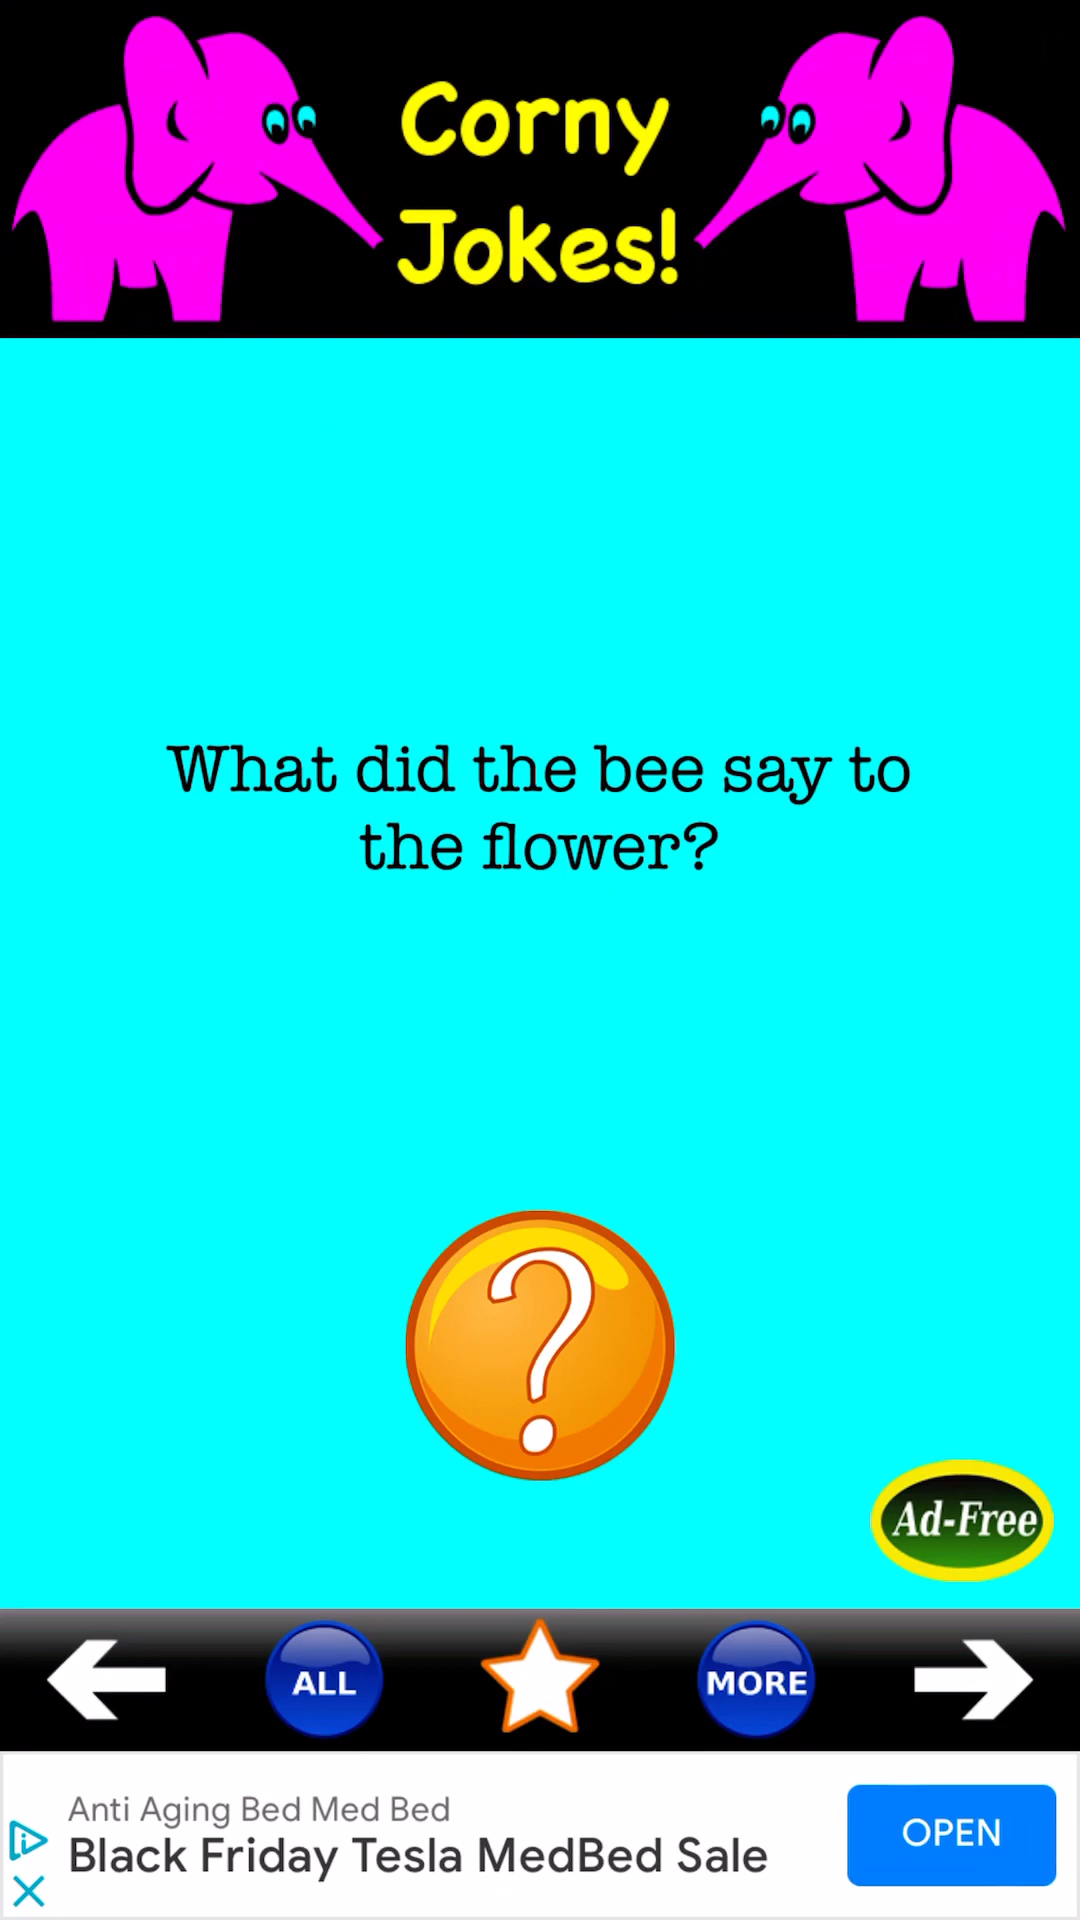 Corny
Jokes!
What did the bee say to
the flower?
?
Ad-Free
ALL
MORE
Anti Aging Bed Med Bed
Black Friday Tesla MedBed Sale
OPEN